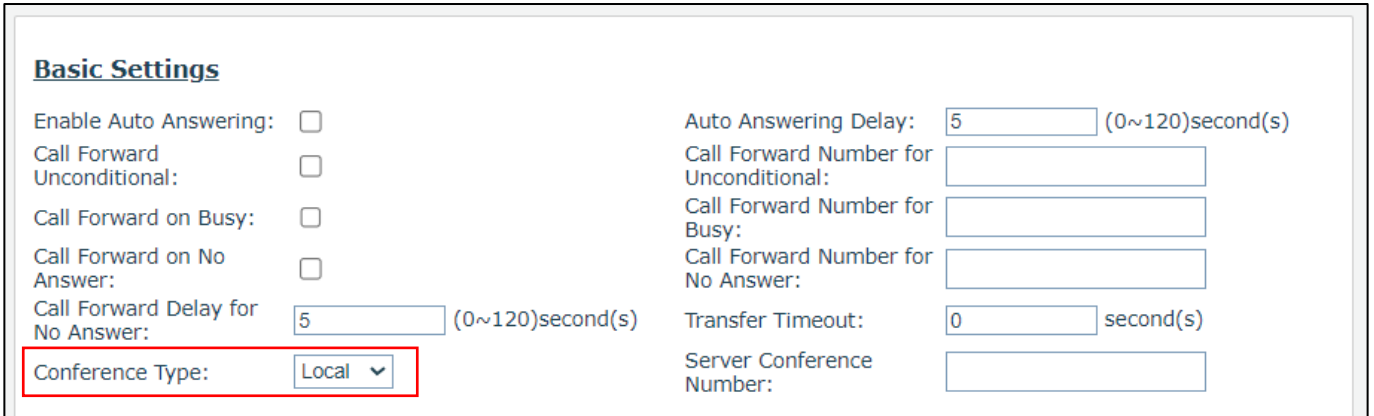 Basic Settings
Enable Auto Answering:
Auto Answering Delay: 5 (0~120)second(s)
Call Forward
Unconditional:
Call Forward Number for
Unconditional:
Call Forward on Busy:
Call Forward Number for
Busy:
Call Forward on No
Answer:
Call Forward Number for
No Answer:
Call Forward Delay for
No Answer:
5 (0~120)second(s)
Transfer Timeout: 0 second(s)
Conference Type: Local
Server Conference
Number: